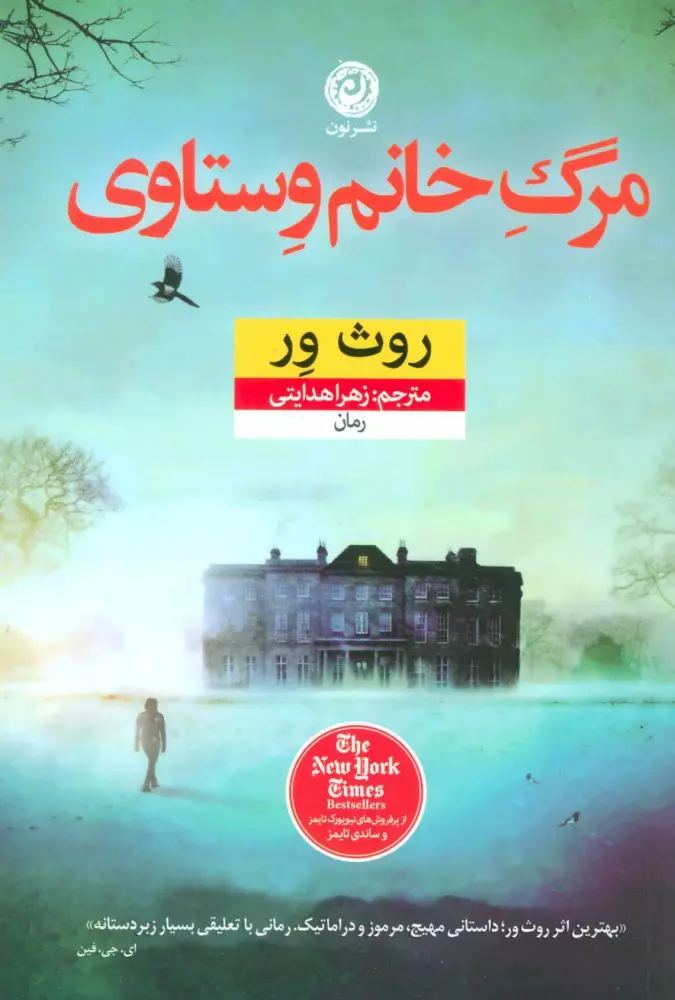 نشر نون
مرگِ خانم وِستاوی
روث وِر
مترجم: زهرا هدایتی
رمان
The
New York
Times
Bestsellers
از پرفروش‌های نیویورک تایمز
و ساندی تایمز
«بهترین اثر روث ور؛ داستانی مهیج، مرموز و دراماتیک. رمانی با تعلیقی بسیار زبردستانه»
ای. جی. فین